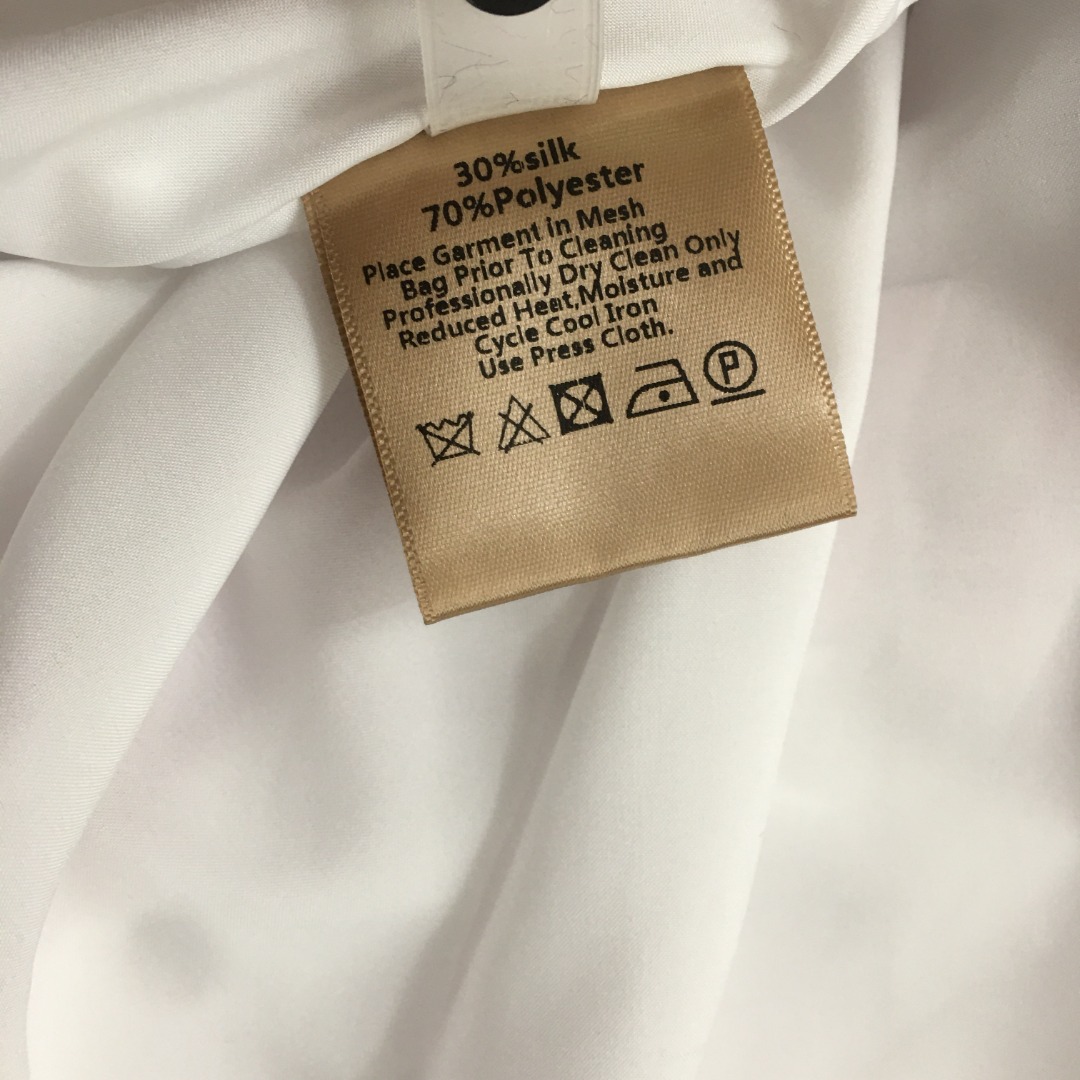 30%silk
70%Polyester
Place Garment in Mesh
Bag Prior To Cleaning
Professionally Dry Clean Only
Reduced Heat,Moisture and
Cycle Cool Iron
Use Press Cloth.
P